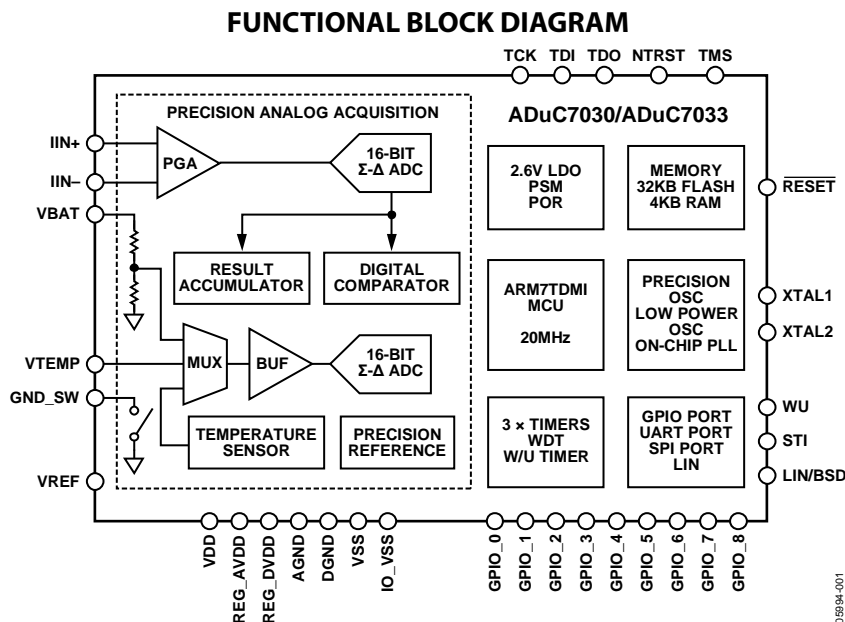 FUNCTIONAL BLOCK DIAGRAM
TCK TDI TDO NTRST TMS
PRECISION ANALOG ACQUISITION
ADuC7030/ADuC7033
IIN+
IIN–
VBAT
VTEMP
GND_SW
VREF
PGA
16-BIT
Σ-Δ ADC
RESULT
ACCUMULATOR
DIGITAL
COMPARATOR
MUX
BUF
16-BIT
Σ-Δ ADC
TEMPERATURE
SENSOR
PRECISION
REFERENCE
2.6V LDO
PSM
POR
MEMORY
32KB FLASH
4KB RAM
ARM7TDMI
MCU
20MHz
PRECISION
OSC
LOW POWER
OSC
ON-CHIP PLL
3 × TIMERS
WDT
W/U TIMER
GPIO PORT
UART PORT
SPI PORT
LIN
RESET
XTAL1
XTAL2
WU
STI
LIN/BSD
VDD
REG_AVDD
REG_DVDD
AGND
DGND
VSS
IO_VSS
GPIO_0
GPIO_1
GPIO_2
GPIO_3
GPIO_4
GPIO_5
GPIO_6
GPIO_7
GPIO_8
05994-001